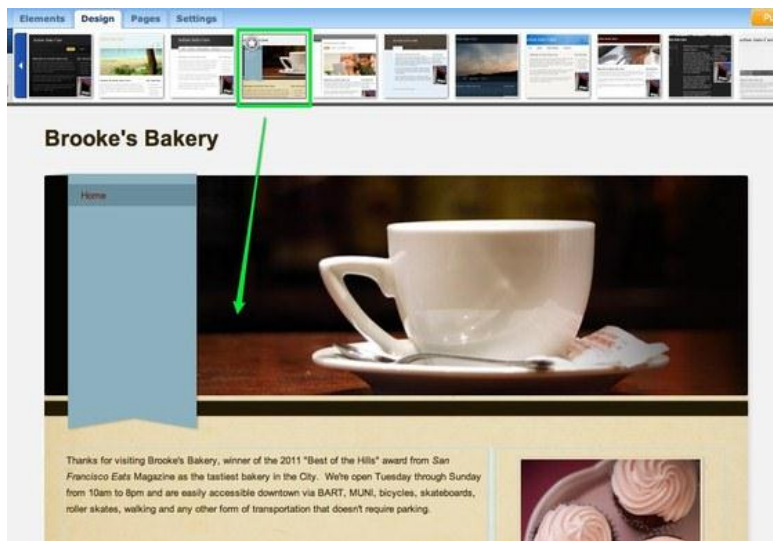 Elements Design Pages Settings
Brooke's Bakery
Home
Thanks for visiting Brooke's Bakery, winner of the 2011 "Best of the Hills" award from San
Francisco Eats Magazine as the tastiest bakery in the City. We're open Tuesday through Sunday
from 10am to 8pm and are easily accessible downtown via BART, MUNI, bicycles, skateboards,
roller skates, walking and any other form of transportation that doesn't require parking.